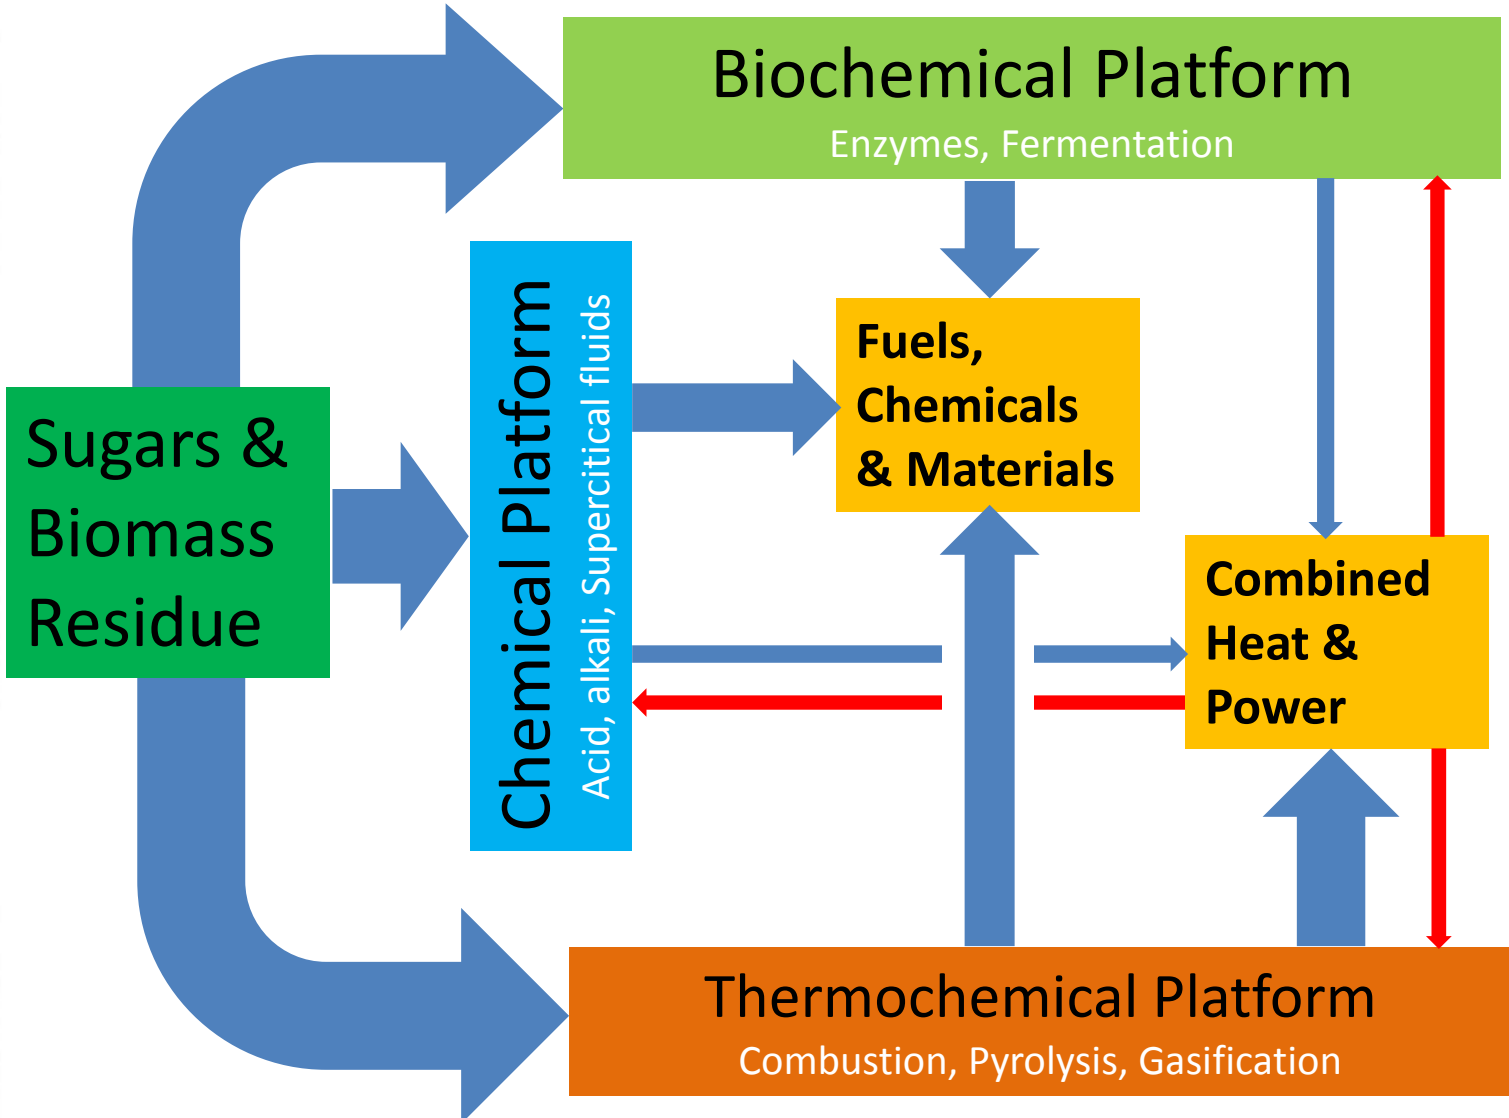 Biochemical Platform
Enzymes, Fermentation
Sugars &
Biomass
Residue
Chemical Platform
Acid, alkali, Supercitical fluids
Fuels,
Chemicals
& Materials
Combined
Heat &
Power
Thermochemical Platform
Combustion, Pyrolysis, Gasification